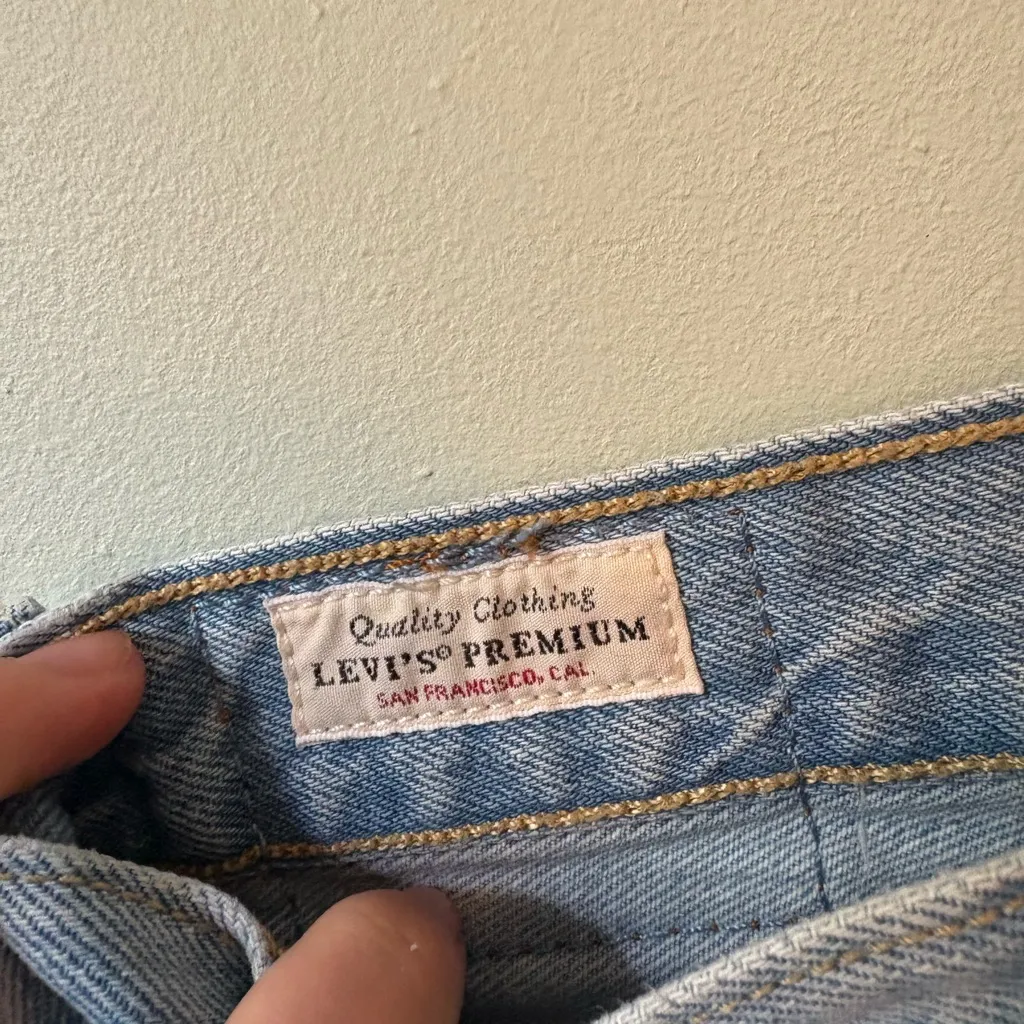 Quality Clothing
LEVI'S® PREMIUM
SAN FRANCISCO, CAL.